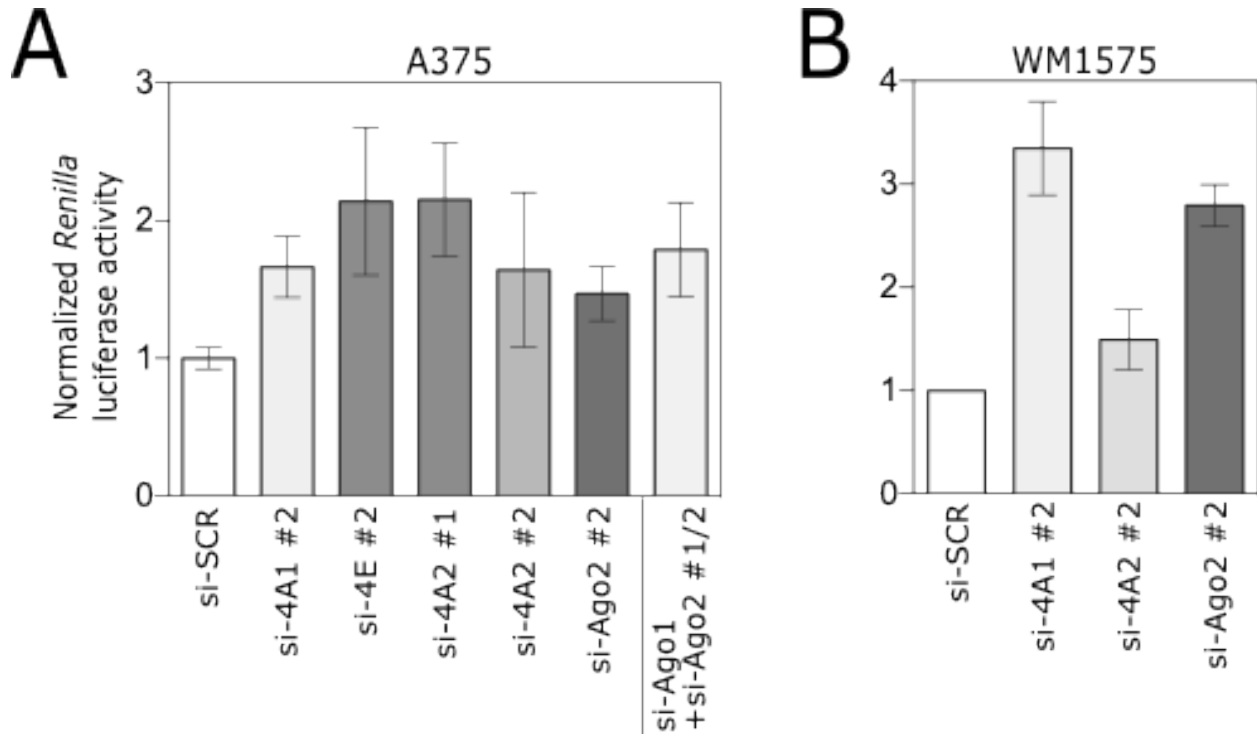 A
A375
Normalized Renilla
luciferase activity
3
2
1
0
si-SCR
si-4A1 #2
si-4E #2
si-4A2 #1
si-4A2 #2
si-Ago2 #2
si-Ago1
+si-Ago2 #1/2
B
WM1575
4
3
2
1
0
si-SCR
si-4A1 #2
si-4A2 #2
si-Ago2 #2